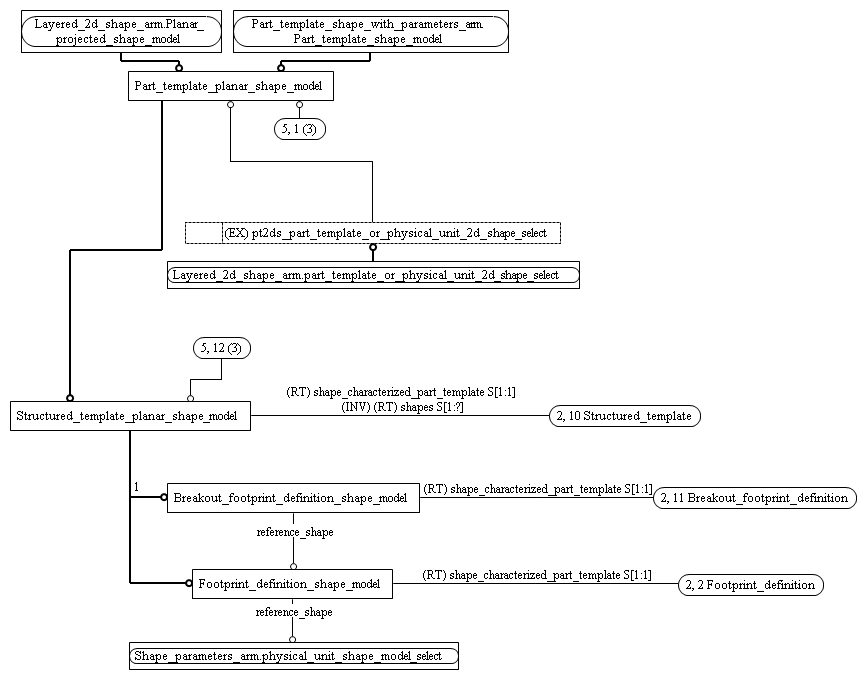 Layered_2d_shape_arm.Planar_
projected_shape_model
Part_template_shape_with_parameters_arm.
Part_template_shape_model
Part_template_planar_shape_model
5, 1 (3)
(EX) pt2ds_part_template_or_physical_unit_2d_shape_select
Layered_2d_shape_arm.part_template_or_physical_unit_2d_shape_select
5, 12 (3)
Structured_template_planar_shape_model
(RT) shape_characterized_part_template S[1:1]
(INV) (RT) shapes S[1:?]
2, 10 Structured_template
1
Breakout_footprint_definition_shape_model
(RT) shape_characterized_part_template S[1:1]
2, 11 Breakout_footprint_definition
reference_shape
Footprint_definition_shape_model
(RT) shape_characterized_part_template S[1:1]
2, 2 Footprint_definition
reference_shape
Shape_parameters_arm.physical_unit_shape_model_select